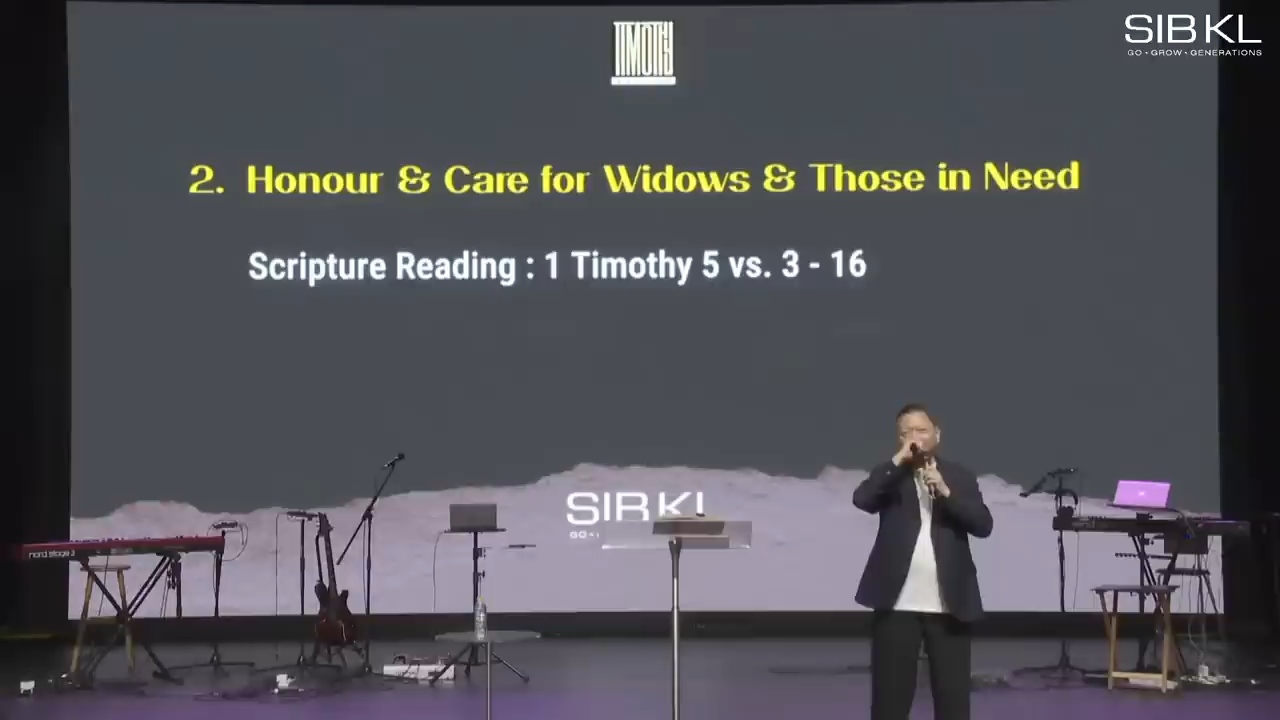 TIMOTHY
SIBKL
GO • GROW • GENERATIONS
2. Honour & Care for Widows & Those in Need
Scripture Reading : 1 Timothy 5 vs. 3 - 16
SIBKL
GO •
nord stage 3